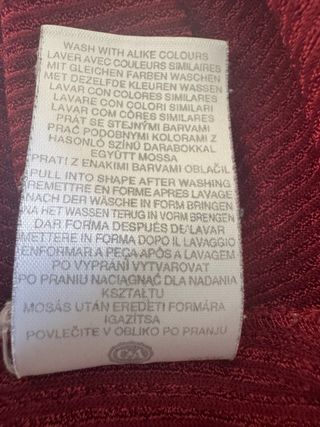 WASH WITH ALIKE COLOURS
LAVER AVEC COULEURS SIMILAIRES
MIT GLEICHEN FARBEN WASCHEN
MET DEZELFDE KLEUREN WASSEN
LAVAR CON COLORES SIMILARES
LAVARE CON COLORI SIMILARI
LAVAR COM CÔRES SIMILARES
PRÁT SE STEJNÝMI BARVAMI
PRAĆ PODOBNYMI KOLORAMI Z
HASONLÓ SZÍNŰ DARABOKKAL
EGYÜTT MOSSA
PRATI Z ENAKIMI BARVAMI OBLAČIL
PULL INTO SHAPE AFTER WASHING
REMETTRE EN FORME APRES LAVAGE
NACH DER WÄSCHE IN FORM BRINGEN
NA HET WASSEN TERUG IN VORM BRENGEN
DAR FORMA DESPUÉS DE LAVAR
METTERE IN FORMA DOPO IL LAVAGGIO
ENFORMAR A PEÇA APÓS A LAVAGEM
PO VYPRÁNÍ VYTVAROVAT
PO PRANIU NACIĄGNĄĆ DLA NADANIA
KSZTAŁTU
MOSÁS UTÁN EREDETI FORMÁRA
IGAZÍTSA
POVLEČITE V OBLIKO PO PRANJU
C&A